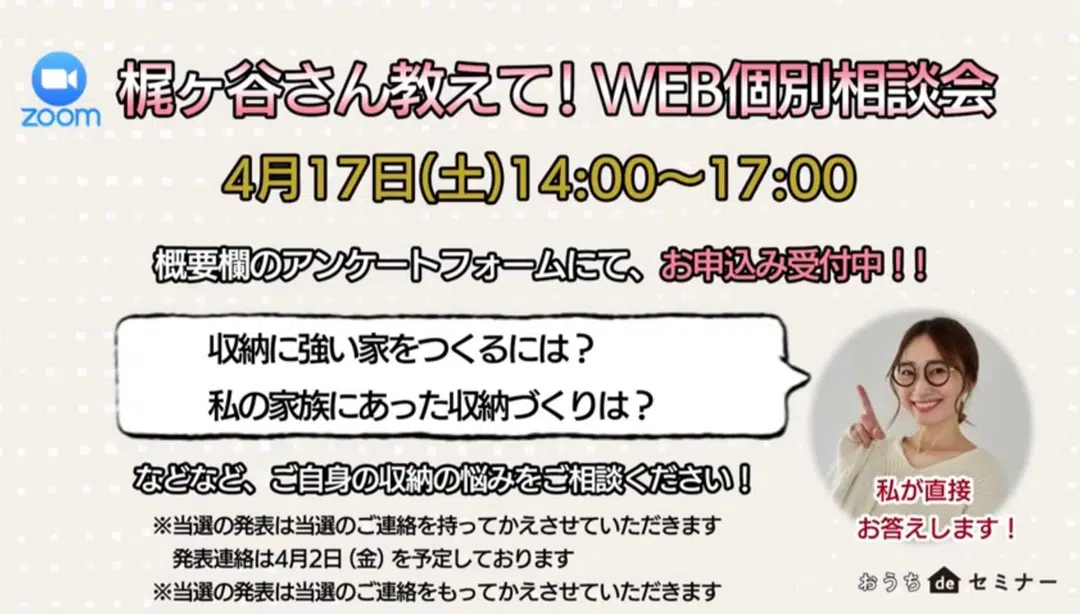 zoom
梶ヶ谷さん教えて！WEB個別相談会
4月17日(土)14:00～17:00
概要欄のアンケートフォームにて、お申込み受付中！！
収納に強い家をつくるには？
私の家族にあった収納づくりは？
などなど、ご自身の収納の悩みをご相談ください！
※当選の発表は当選のご連絡を持ってかえさせていただきます
発表連絡は4月2日（金）を予定しております
※当選の発表は当選のご連絡をもってかえさせていただきます
私が直接
お答えします！
おうちdeセミナー